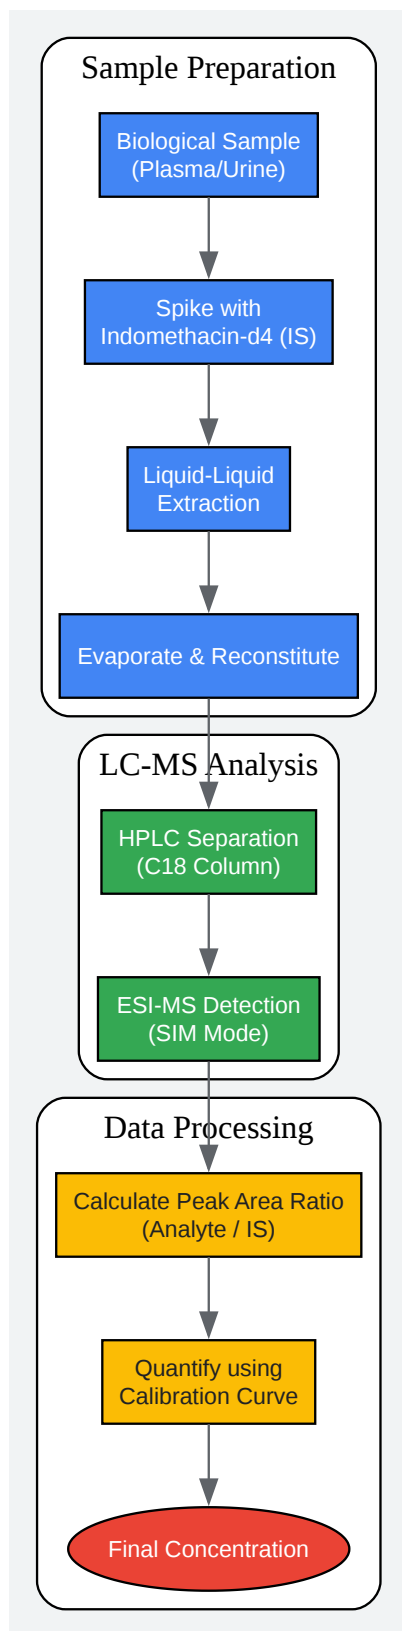 Sample Preparation
Biological Sample
(Plasma/Urine)
Spike with
Indomethacin-d4 (IS)
Liquid-Liquid
Extraction
Evaporate & Reconstitute
LC-MS Analysis
HPLC Separation
(C18 Column)
ESI-MS Detection
(SIM Mode)
Data Processing
Calculate Peak Area Ratio
(Analyte / IS)
Quantify using
Calibration Curve
Final Concentration